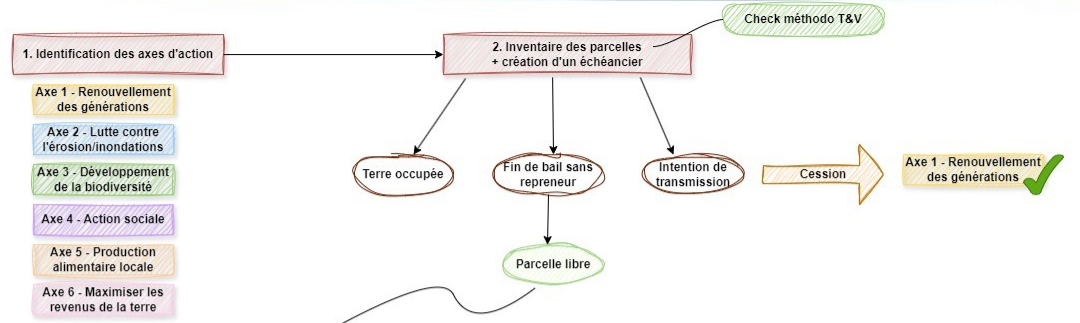 Check méthodo T&V
1. Identification des axes d'action
2. Inventaire des parcelles
+ création d'un échéancier
Axe 1 - Renouvellement
des générations
Axe 2 - Lutte contre
l'érosion/inondations
Axe 3 - Développement
de la biodiversité
Axe 4 - Action sociale
Axe 5 - Production
alimentaire locale
Axe 6 - Maximiser les
revenus de la terre
Terre occupée
Fin de bail sans
repreneur
Intention de
transmission
Cession
Axe 1 - Renouvellement
des générations
Parcelle libre